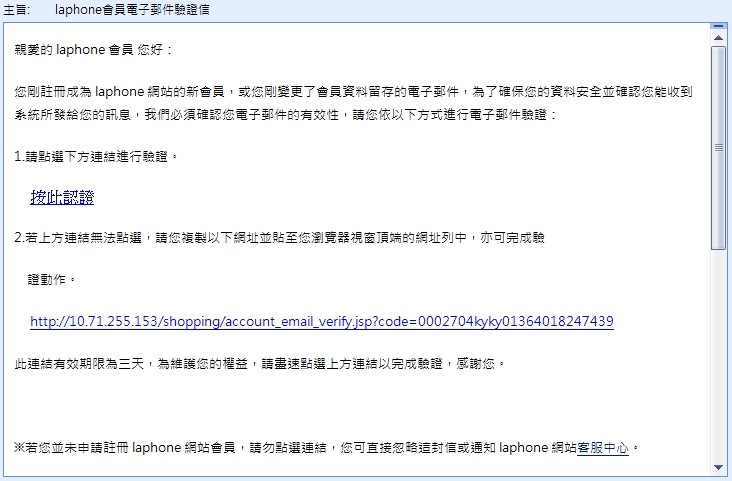 主旨: laphone會員電子郵件驗證信
親愛的 laphone 會員 您好：
您剛註冊成為 laphone 網站的新會員，或您剛變更了會員資料留存的電子郵件，為了確保您的資料安全並確認您能收到
系統所發給您的訊息，我們必須確認您電子郵件的有效性，請您依以下方式進行電子郵件驗證：
1.請點選下方連結進行驗證。
按此認證
2.若上方連結無法點選，請您複製以下網址並貼至您瀏覽器視窗頂端的網址列中，亦可完成驗
證動作。
http://10.71.255.153/shopping/account_email_verify.jsp?code=0002704kyky01364018247439
此連結有效期限為三天，為維護您的權益，請盡速點選上方連結以完成驗證，感謝您。
※若您並未申請註冊 laphone 網站會員，請勿點選連結，您可直接忽略這封信或通知 laphone 網站客服中心。